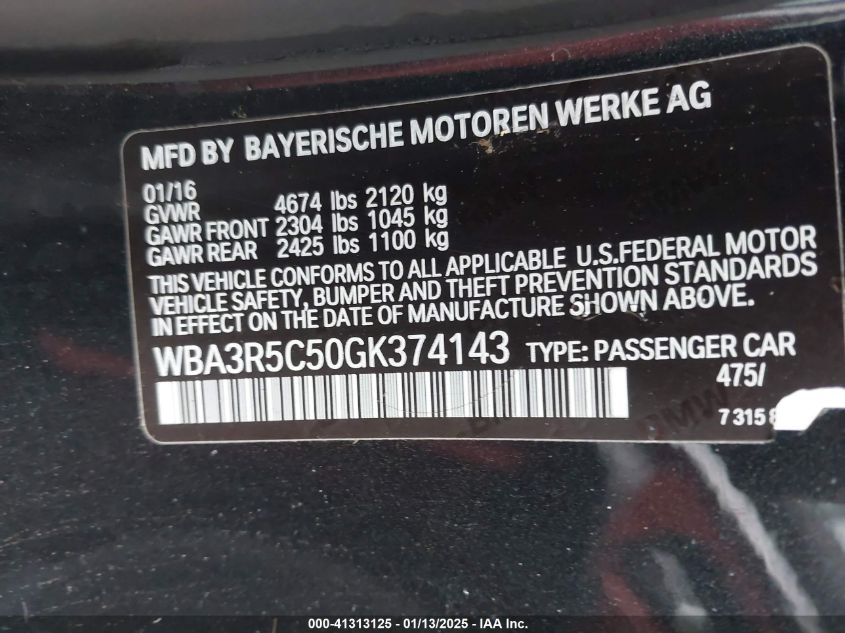 MFD BY BAYERISCHE MOTOREN WERKE AG
01/16
GVWR 4674 lbs 2120 kg
GAWR FRONT 2304 lbs 1045 kg
GAWR REAR 2425 lbs 1100 kg
THIS VEHICLE CONFORMS TO ALL APPLICABLE U.S.FEDERAL MOTOR
VEHICLE SAFETY, BUMPER AND THEFT PREVENTION STANDARDS
IN EFFECT ON THE DATE OF MANUFACTURE SHOWN ABOVE.
WBA3R5C50GK374143 TYPE: PASSENGER CAR
475/
73158
000-41313125 - 01/13/2025 - IAA Inc.